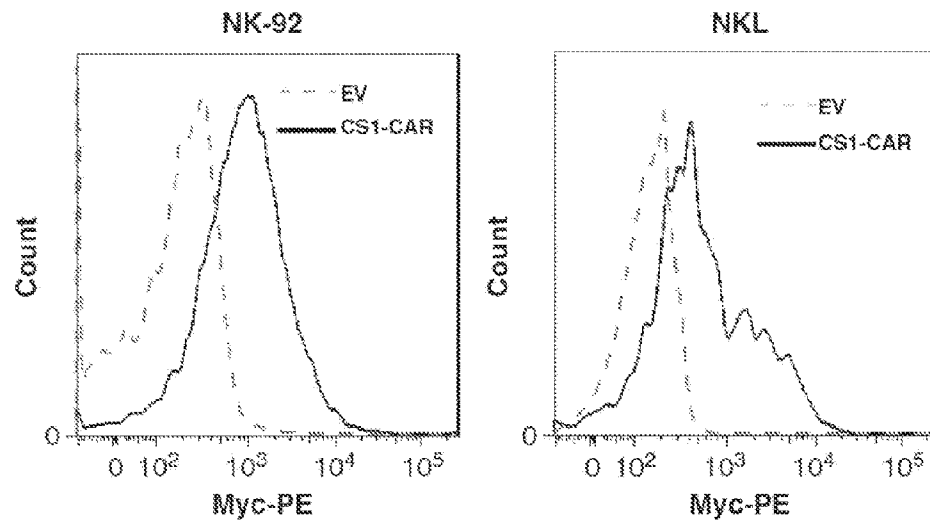 NK-92
EV
CS1-CAR
Count
0
0 10² 10³ 10⁴ 10⁵
Myc-PE
NKL
EV
CS1-CAR
Count
0
0 10² 10³ 10⁴ 10⁵
Myc-PE